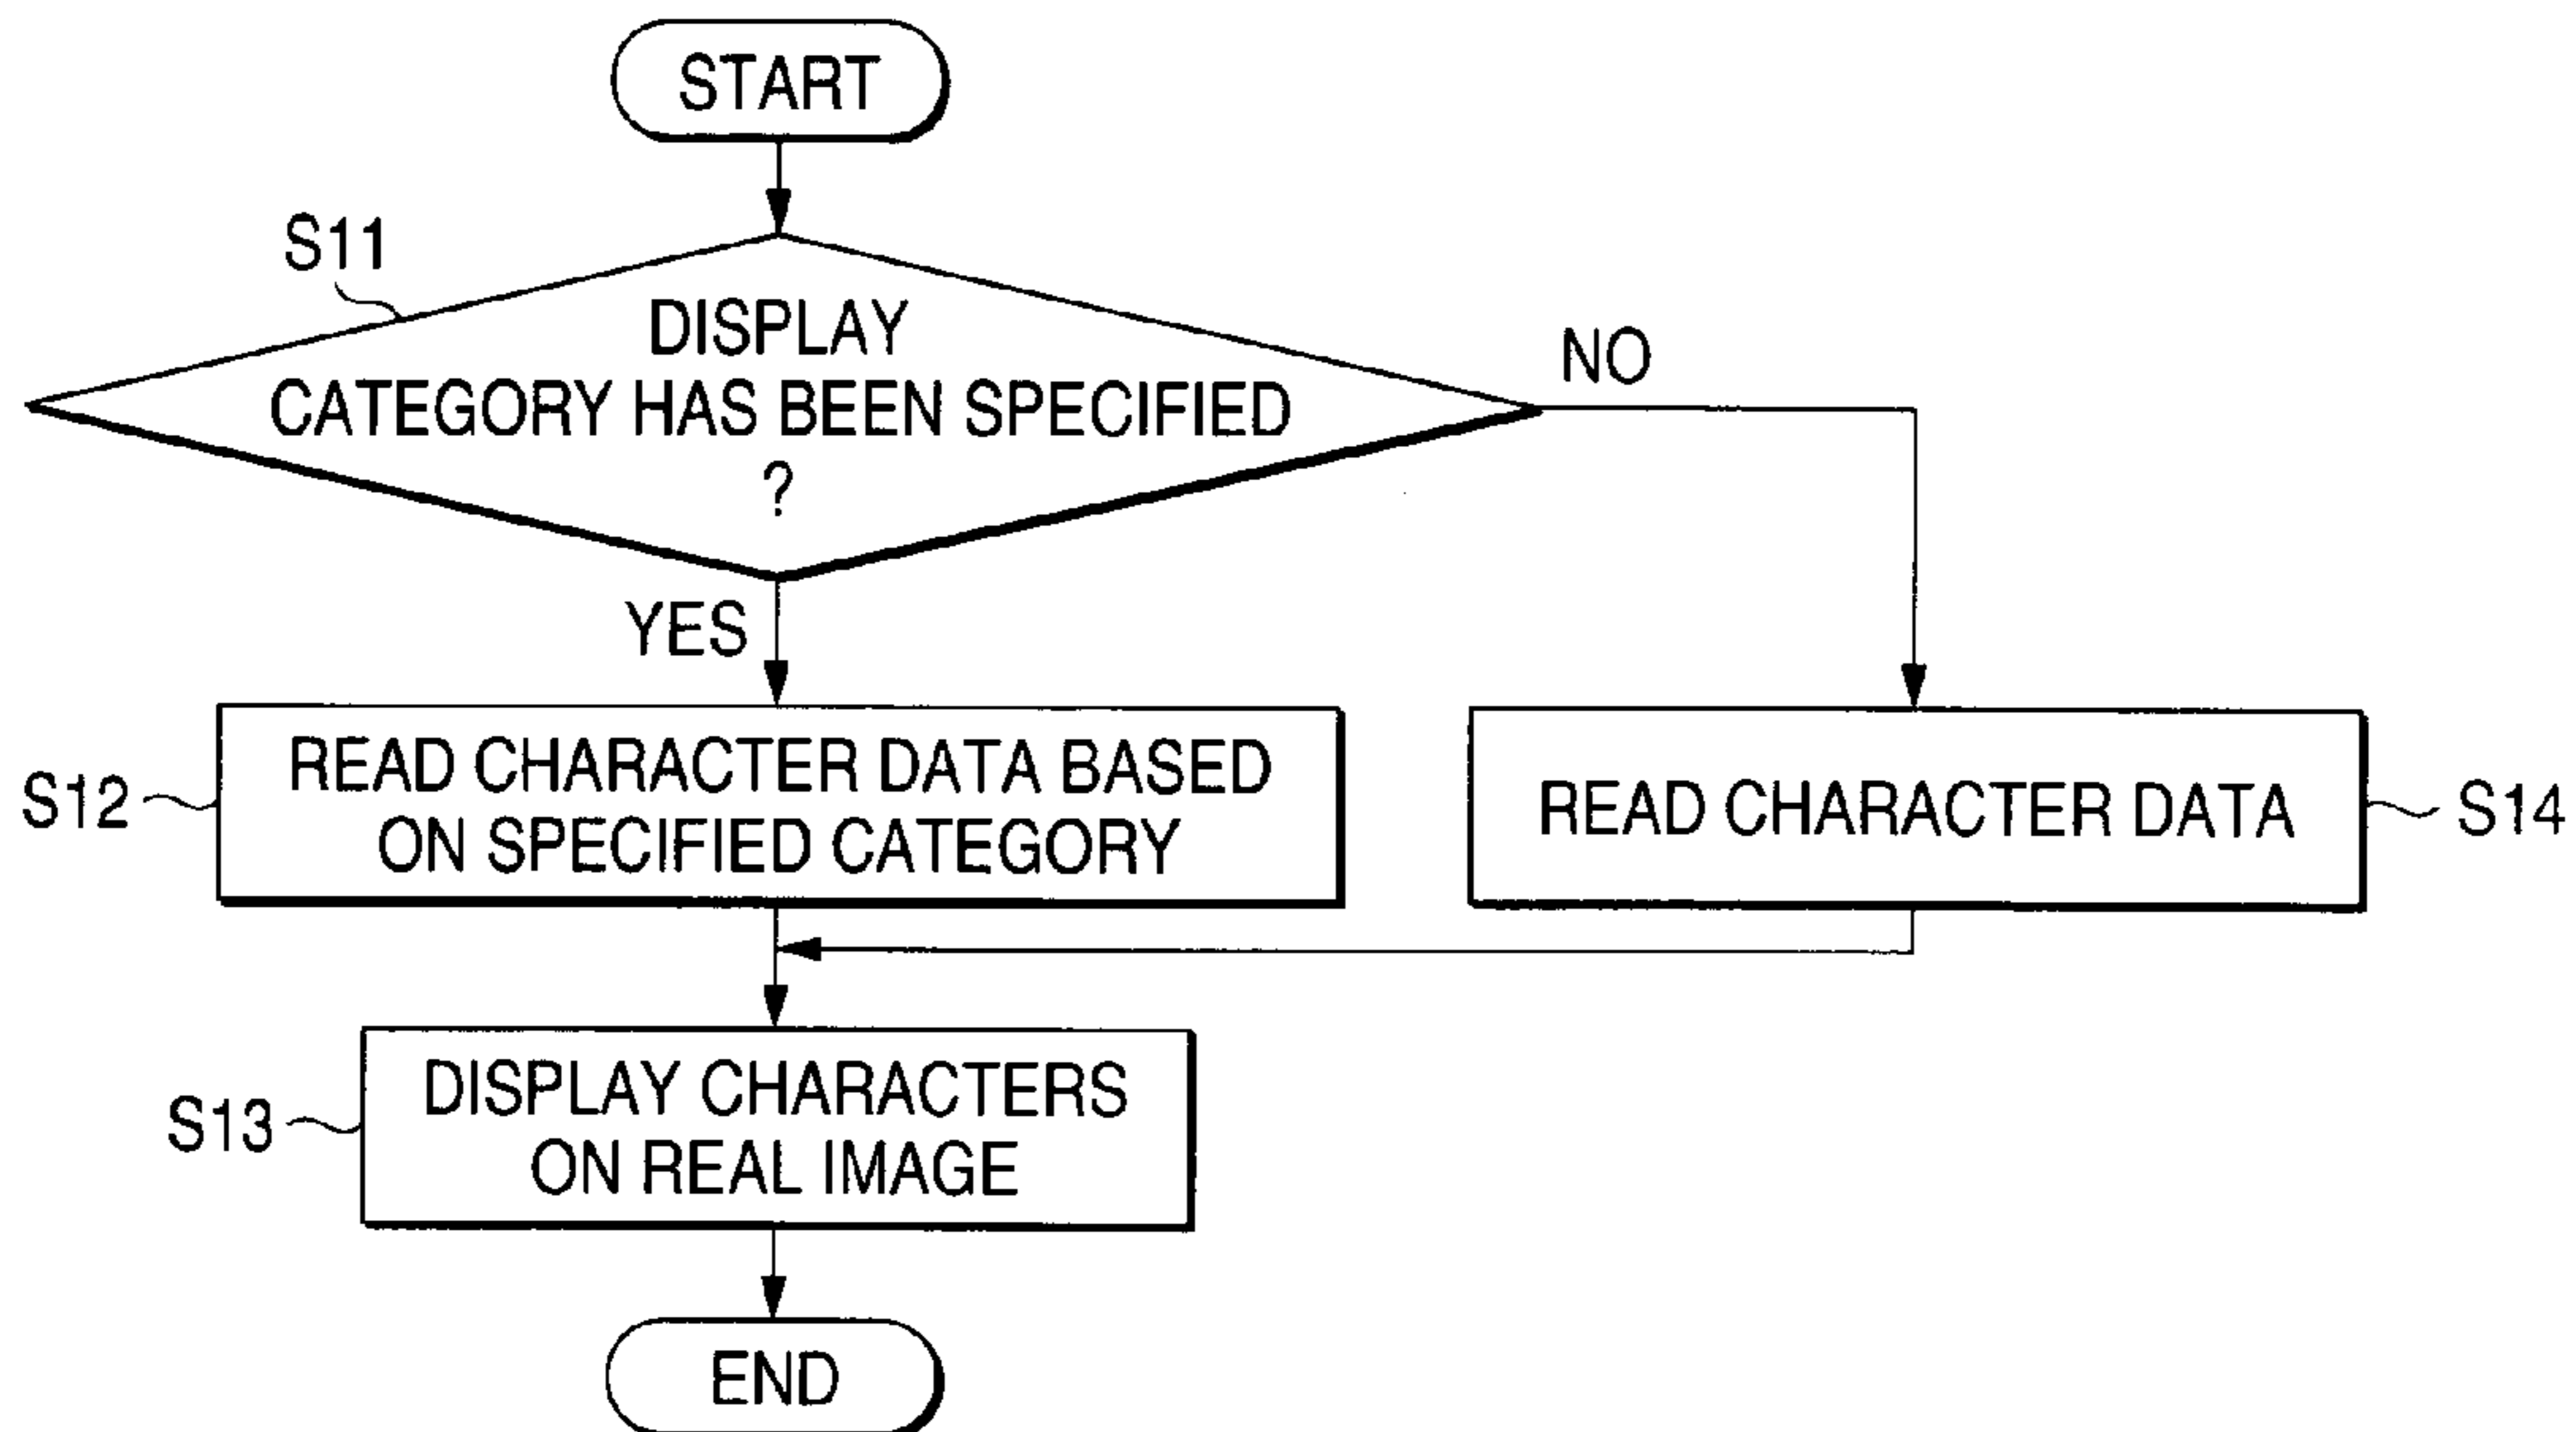 START
S11
DISPLAY
CATEGORY HAS BEEN SPECIFIED
?
NO
YES
S12
READ CHARACTER DATA BASED
ON SPECIFIED CATEGORY
READ CHARACTER DATA
S14
S13
DISPLAY CHARACTERS
ON REAL IMAGE
END